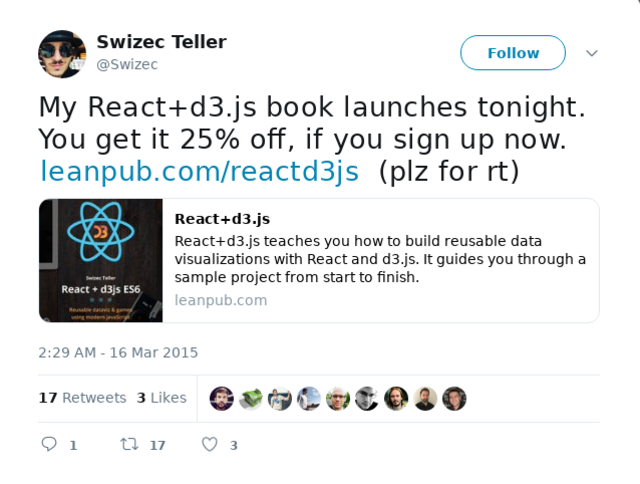 Swizec Teller
@Swizec
Follow
My React+d3.js book launches tonight.
You get it 25% off, if you sign up now.
leanpub.com/reactd3js (plz for rt)
D3
Swizec Teller
React + d3js ES6
Reusable dataviz & games
using modern JavaScript
React+d3.js
React+d3.js teaches you how to build reusable data
visualizations with React and d3.js. It guides you through a
sample project from start to finish.
leanpub.com
2:29 AM - 16 Mar 2015
17 Retweets 3 Likes
1 17 3